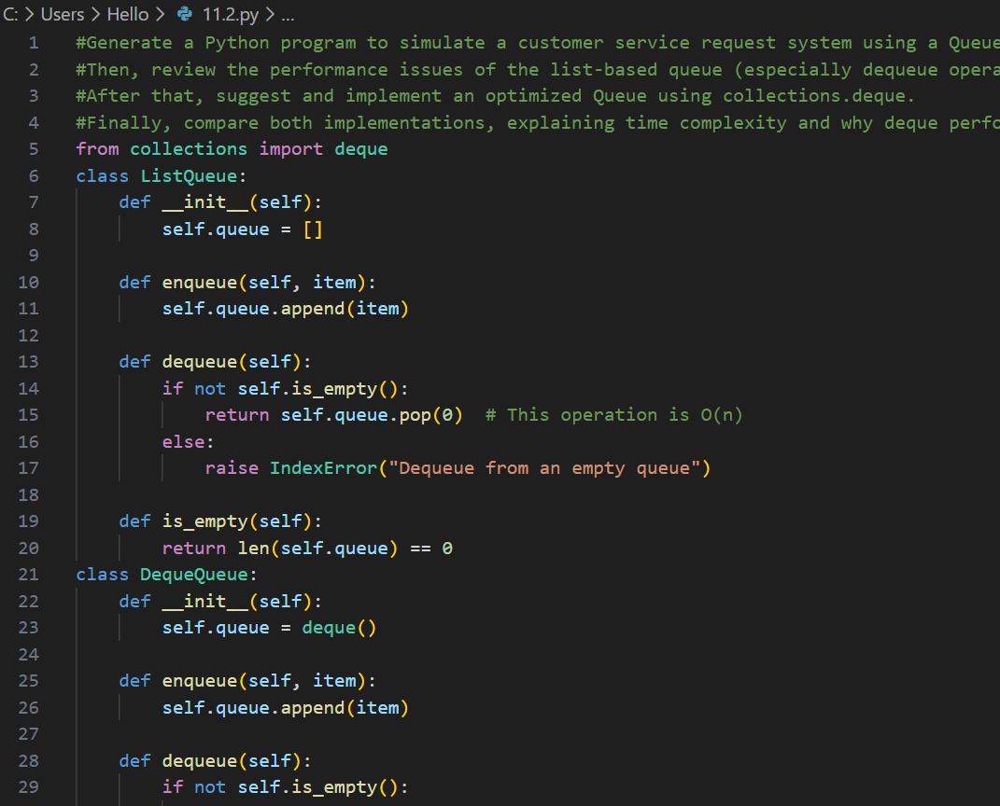 C: > Users > Hello > 11.2.py > ...
1 #Generate a Python program to simulate a customer service request system using a Queue
2 #Then, review the performance issues of the list-based queue (especially dequeue
3 #After that, suggest and implement an optimized Queue using collections.deque.
4 #Finally, compare both implementations, explaining time complexity and why deque
5 from collections import deque
6 class ListQueue:
7     def __init__(self):
8         self.queue = []
9
10     def enqueue(self, item):
11         self.queue.append(item)
12
13     def dequeue(self):
14         if not self.is_empty():
15             return self.queue.pop(0)  # This operation is O(n)
16         else:
17             raise IndexError("Dequeue from an empty queue")
18
19     def is_empty(self):
20         return len(self.queue) == 0
21 class DequeQueue:
22     def __init__(self):
23         self.queue = deque()
24
25     def enqueue(self, item):
26         self.queue.append(item)
27
28     def dequeue(self):
29         if not self.is_empty():